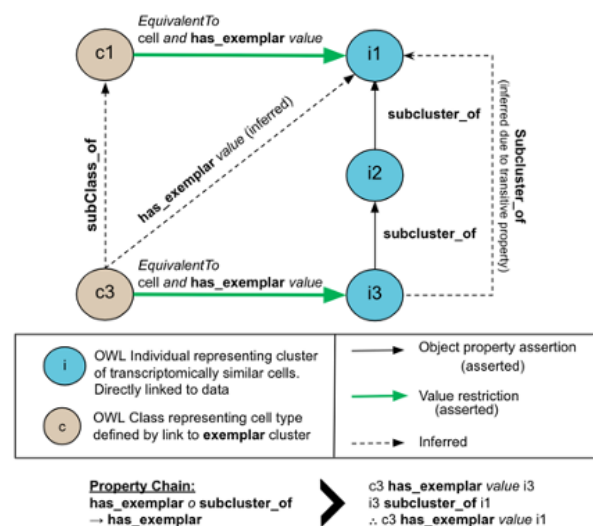 EquivalentTo
cell and has_exemplar value
c1
i1
subClass_of
has_exemplar value (inferred)
subcluster_of
Subcluster_of
(inferred due to transitive property)
i2
subcluster_of
EquivalentTo
cell and has_exemplar value
c3
i3
i
OWL Individual representing cluster
of transcriptomically similar cells.
Directly linked to data
c
OWL Class representing cell type
defined by link to exemplar cluster
Object property assertion
(asserted)
Value restriction
(asserted)
Inferred
Property Chain:
has_exemplar o subcluster_of
→ has_exemplar
c3 has_exemplar value i3
i3 subcluster_of i1
∴ c3 has_exemplar value i1